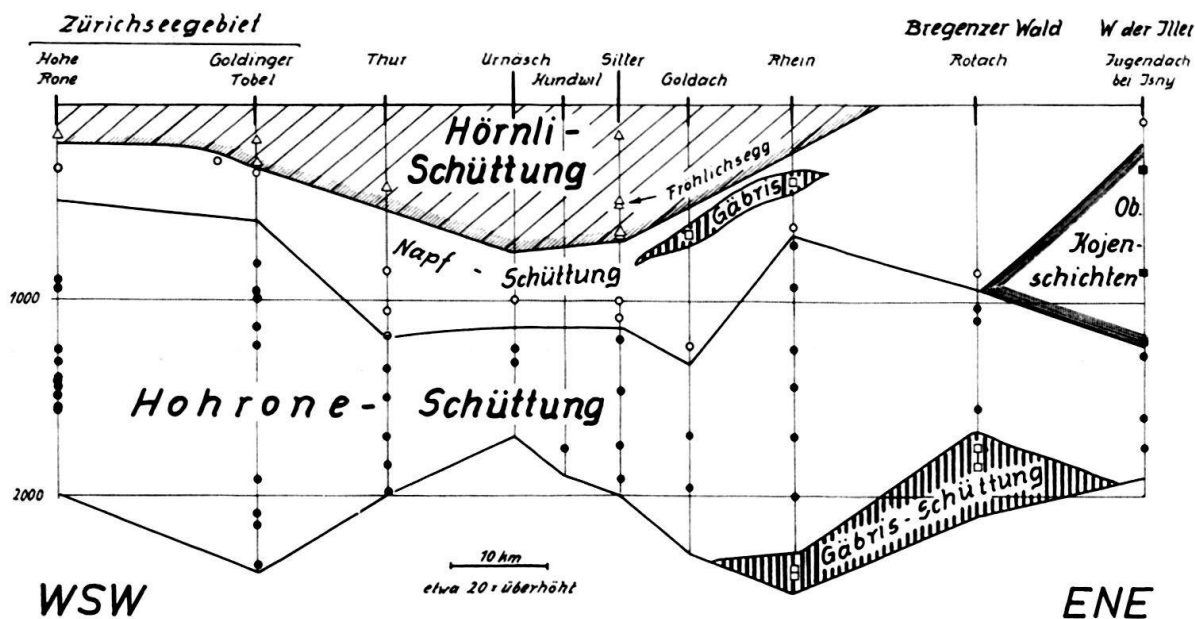 Zürichseegebiet
Bregenzer Wald
W der Iller
Hohe
Rone
Goldinger
Tobel
Thur
Urnäsch
Hundwil
Sitter
Goldach
Rhein
Rotach
Jugendach
bei Isny
Hörnli-
Schüttung
Fröhlichsegg
Gäbris
Napf - Schüttung
Ob.
Kojen-
schichten
1000
Hohrone - Schüttung
2000
Gäbris-Schüttung
10 km
etwa 20 x überhöht
WSW
ENE